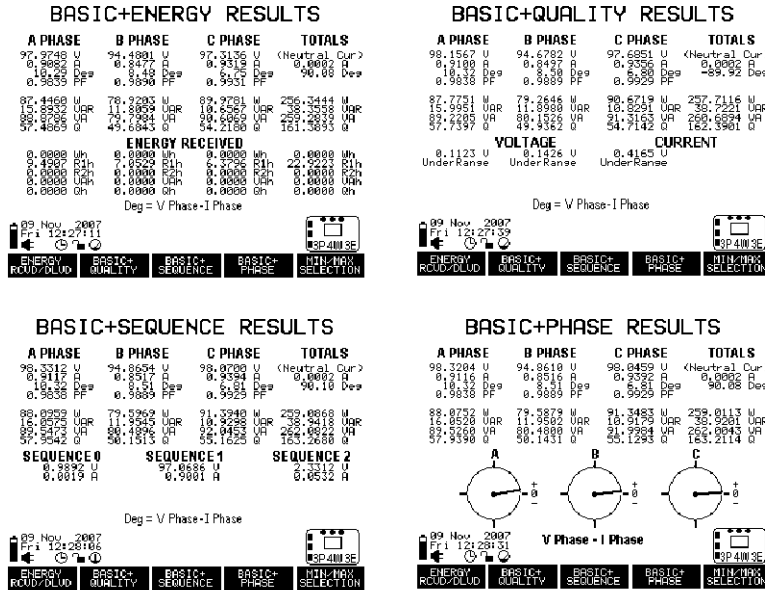 BASIC+ENERGY RESULTS
A PHASE B PHASE C PHASE TOTALS
97.9748 V 94.4801 V 97.3136 V (Neutral Cur)
0.9082 A 0.8477 A 0.9319 A 0.0002 A
10.29 Deg 8.48 Deg 6.75 Deg 90.08 Deg
0.9839 PF 0.9890 PF 0.9931 PF
87.4460 W 78.9203 W 89.9781 W 256.3444 W
15.8932 VAR 11.8059 VAR 10.6567 VAR 38.3558 VAR
88.8786 VA 79.7984 VA 90.6069 VA 259.2839 VA
57.4869 Q 49.6843 Q 54.2180 Q 161.3893 Q
ENERGY RECEIVED
0.0000 Wh 0.0000 Wh 0.0000 Wh 0.0000 Wh
9.4907 R1h 7.0529 R1h 6.3796 R1h 22.9223 R1h
0.0000 R2h 0.0000 R2h 0.0000 R2h 0.0000 R2h
0.0000 VAh 0.0000 VAh 0.0000 VAh 0.0000 VAh
0.0000 Qh 0.0000 Qh 0.0000 Qh 0.0000 Qh
Deg = V Phase-I Phase
09 Nov 2007
Fri 12:27:11
3P4W3E
ENERGY RCVD/DLVD BASIC+ QUALITY BASIC+ SEQUENCE BASIC+ PHASE MIN/MAX SELECTION
BASIC+QUALITY RESULTS
A PHASE B PHASE C PHASE TOTALS
98.1567 V 94.6782 V 97.6851 V (Neutral Cur
0.9100 A 0.8497 A 0.9356 A 0.0002 A
10.32 Deg 8.50 Deg 6.80 Deg -89.92 Deg
0.9838 PF 0.9889 PF 0.9929 PF
87.7751 W 79.2646 W 90.6719 W 257.7116 W
15.9951 VAR 11.8980 VAR 10.8291 VAR 38.7221 VAR
89.2205 VA 80.1526 VA 91.3163 VA 260.6894 VA
57.7397 Q 49.9362 Q 54.7142 Q 162.3901 Q
VOLTAGE CURRENT
0.1123 V 0.1426 V 0.4165 V
UnderRange UnderRange UnderRange
Deg = V Phase-I Phase
09 Nov 2007
Fri 12:27:39
3P4W3E
ENERGY RCVD/DLVD BASIC+ QUALITY BASIC+ SEQUENCE BASIC+ PHASE MIN/MAX SELECTION
BASIC+SEQUENCE RESULTS
A PHASE B PHASE C PHASE TOTALS
98.3312 V 94.8654 V 98.0700 V (Neutral Cur)
0.9117 A 0.8517 A 0.9394 A 0.0002 A
10.32 Deg 8.51 Deg 6.81 Deg 90.10 Deg
0.9838 PF 0.9889 PF 0.9929 PF
88.0959 W 79.5969 W 91.3940 W 259.0868 W
16.0575 VAR 11.9545 VAR 10.9298 VAR 38.9418 VAR
89.5473 VA 80.4896 VA 92.0453 VA 262.0822 VA
57.9542 Q 50.1513 Q 55.1625 Q 163.2680 Q
SEQUENCE 0 SEQUENCE 1 SEQUENCE 2
0.9892 V 97.0686 V 2.3312 V
0.0019 A 0.9001 A 0.0532 A
Deg = V Phase-I Phase
09 Nov 2007
Fri 12:28:06
3P4W3E
ENERGY RCVD/DLVD BASIC+ QUALITY BASIC+ SEQUENCE BASIC+ PHASE MIN/MAX SELECTION
BASIC+PHASE RESULTS
A PHASE B PHASE C PHASE TOTALS
98.3204 V 94.8610 V 98.0459 V (Neutral Cur
0.9116 A 0.8516 A 0.9392 A 0.0002 A
10.32 Deg 8.51 Deg 6.81 Deg 90.08 Deg
0.9838 PF 0.9889 PF 0.9929 PF
88.0752 W 79.5879 W 91.3483 W 259.0113 W
16.0520 VAR 11.9502 VAR 10.9179 VAR 38.9201 VAR
89.5260 VA 80.4800 VA 91.9984 VA 262.0043 VA
57.9390 Q 50.1431 Q 55.1293 Q 163.2114 Q
A B C
+ + +
0 0 0
- - -
V Phase - I Phase
09 Nov 2007
Fri 12:28:31
3P4W3E
ENERGY RCVD/DLVD BASIC+ QUALITY BASIC+ SEQUENCE BASIC+ PHASE MIN/MAX SELECTION